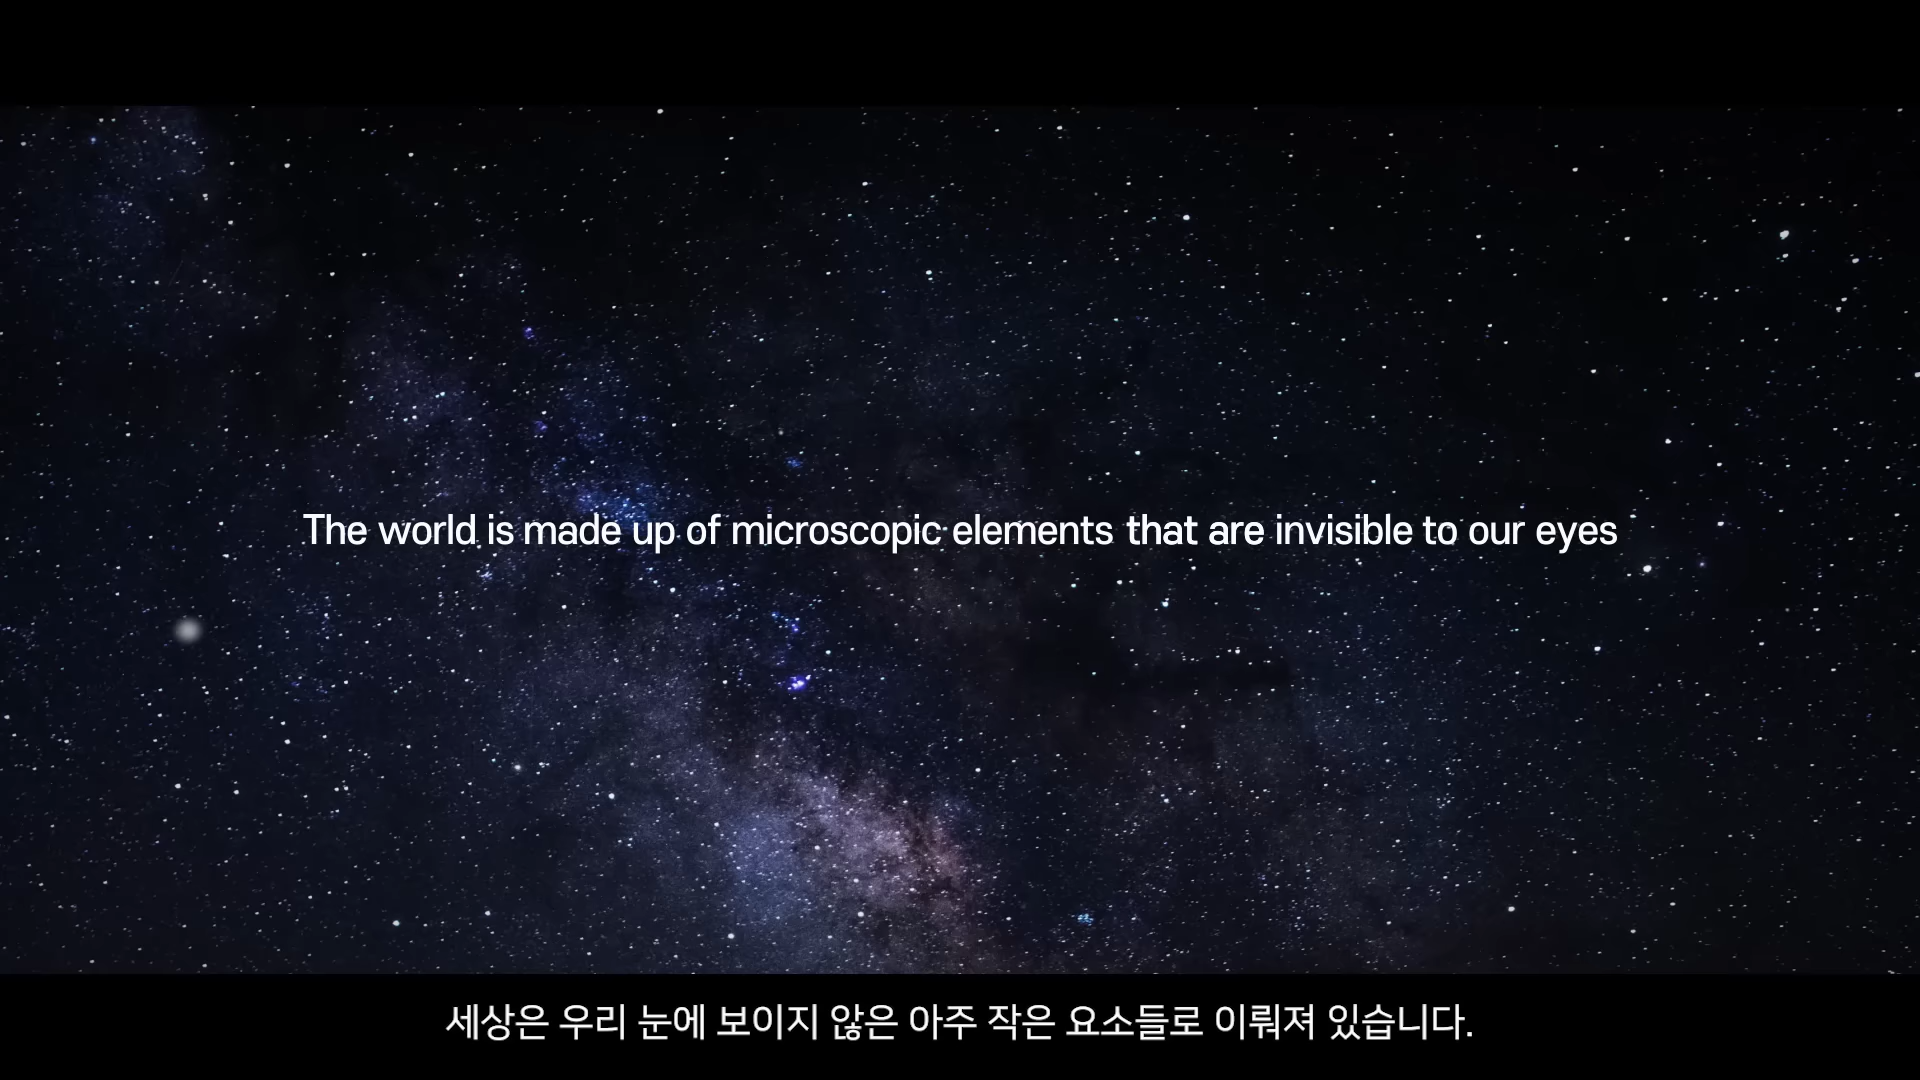 The world is made up of microscopic elements that are invisible to our eyes
세상은 우리 눈에 보이지 않은 아주 작은 요소들로 이뤄져 있습니다.